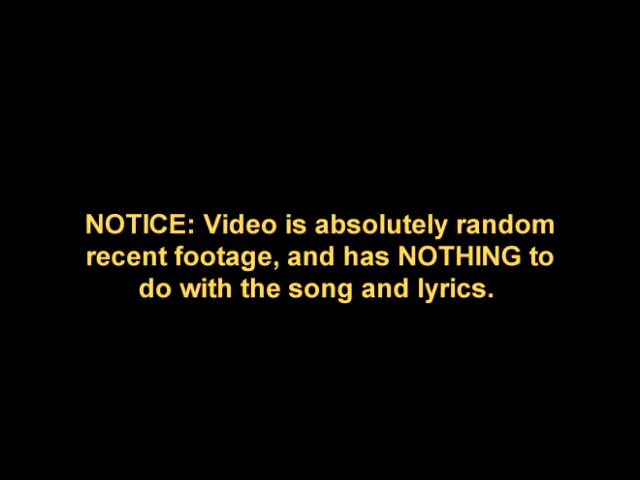 NOTICE: Video is absolutely random
recent footage, and has NOTHING to
do with the song and lyrics.